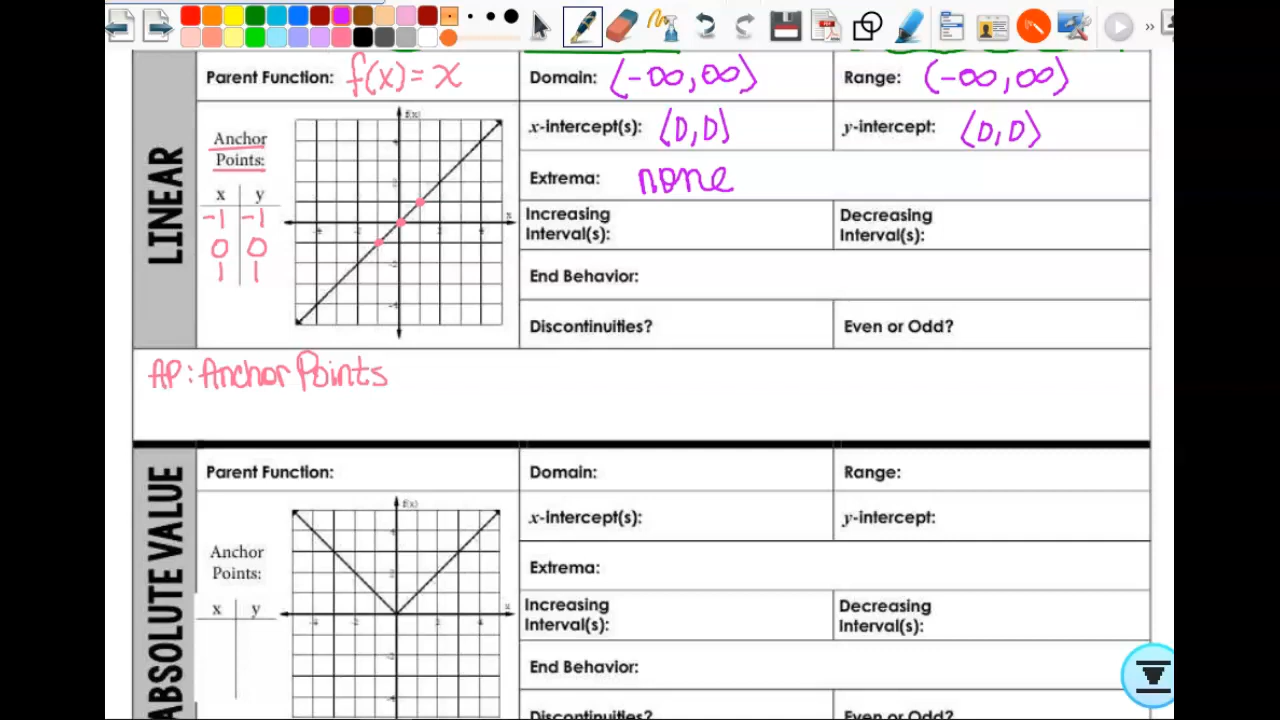 LINEAR
Parent Function: f(x) = x
Domain: (-∞, ∞)
Range: (-∞, ∞)
Anchor
Points:
x y
-1 -1
0 0
1 1
f(x)
x
x-intercept(s): (0,0)
y-intercept: (0,0)
Extrema: none
Increasing
Interval(s):
Decreasing
Interval(s):
End Behavior:
Discontinuities?
Even or Odd?
AP: Anchor Points
ABSOLUTE VALUE
Parent Function:
Domain:
Range:
Anchor
Points:
x y
f(x)
x
x-intercept(s):
y-intercept:
Extrema:
Increasing
Interval(s):
Decreasing
Interval(s):
End Behavior:
Discontinuities?
Even or Odd?